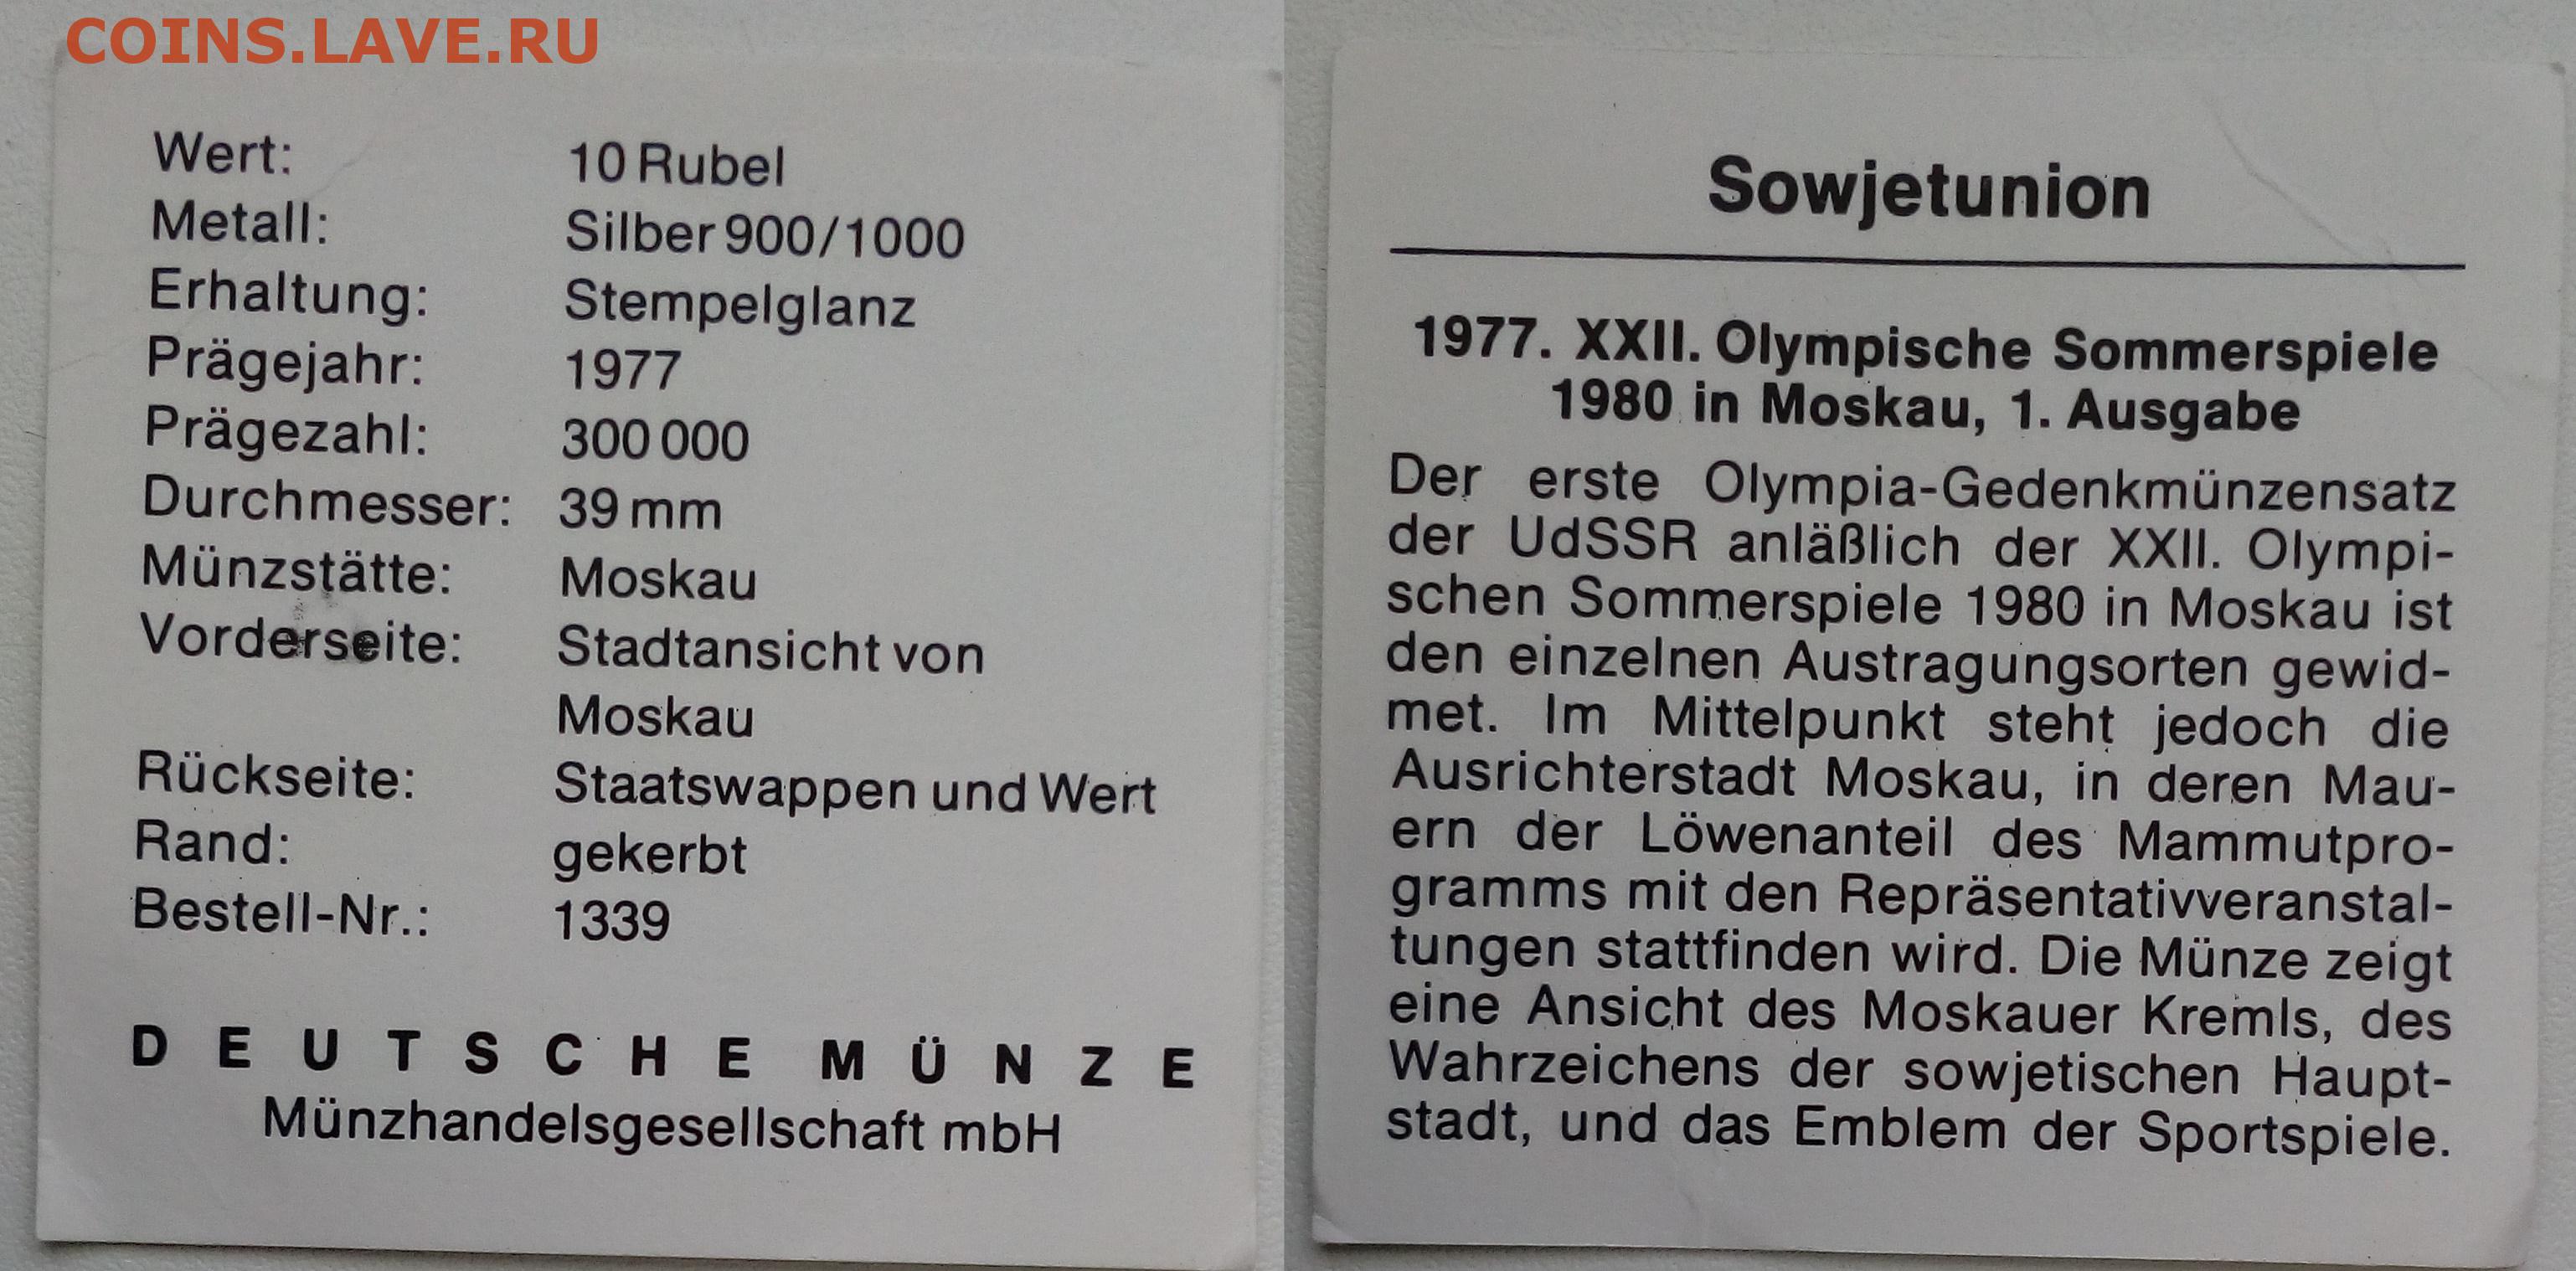 COINS.LAVE.RU
Wert: 10 Rubel
Metall: Silber 900/1000
Erhaltung: Stempelglanz
Prägejahr: 1977
Prägezahl: 300 000
Durchmesser: 39 mm
Münzstätte: Moskau
Vorderseite: Stadtansicht von
Moskau
Rückseite: Staatswappen und Wert
Rand: gekerbt
Bestell-Nr.: 1339
DEUTSCHE MÜNZE
Münzhandelsgesellschaft mbH
Sowjetunion
1977. XXII. Olympische Sommerspiele
1980 in Moskau, 1. Ausgabe
Der erste Olympia-Gedenkmünzensatz
der UdSSR anläßlich der XXII. Olympi-
schen Sommerspiele 1980 in Moskau ist
den einzelnen Austragungsorten gewid-
met. Im Mittelpunkt steht jedoch die
Ausrichterstadt Moskau, in deren Mau-
ern der Löwenanteil des Mammutpro-
gramms mit den Repräsentativveranstal-
tungen stattfinden wird. Die Münze zeigt
eine Ansicht des Moskauer Kremls, des
Wahrzeichens der sowjetischen Haupt-
stadt, und das Emblem der Sportspiele.